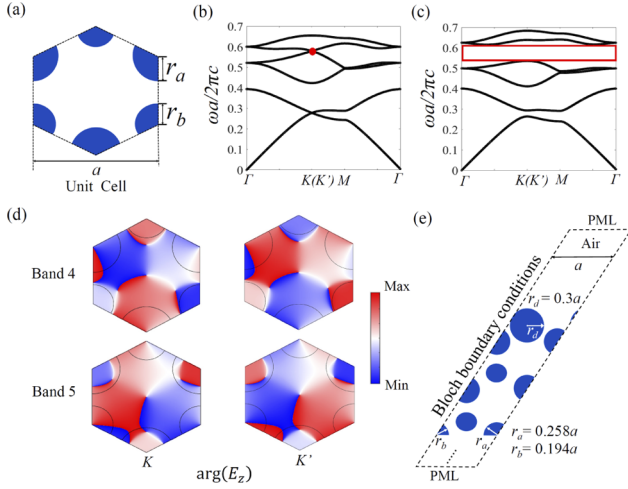 (a)
r_a
r_b
a
Unit Cell
(b)
ωa/2πc
0.7
0.6
0.5
0.4
0.3
0.2
0.1
0
Γ K(K') M Γ
(c)
ωa/2πc
0.7
0.6
0.5
0.4
0.3
0.2
0.1
0
Γ K(K') M Γ
(d)
Band 4
Band 5
Max
Min
K K'
arg(E_z)
(e)
PML
Air
a
Bloch boundary conditions
r_d = 0.3a
r_d
r_b r_a
r_a = 0.258a
r_b = 0.194a
PML